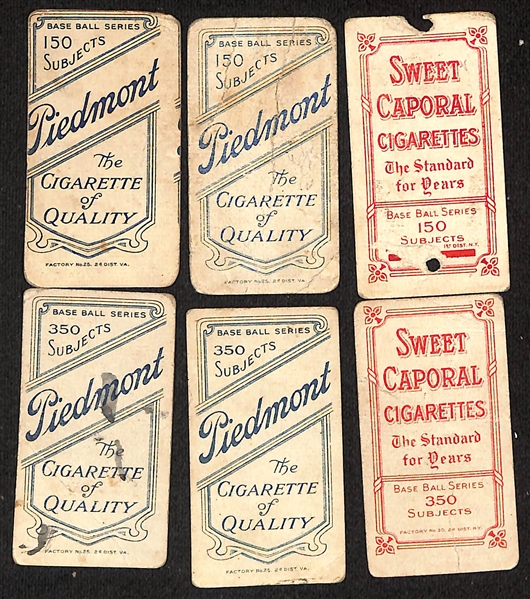 BASE BALL SERIES
150
SUBJECTS
Piedmont
The
CIGARETTE
of
QUALITY
FACTORY No. 25, 2d DIST. VA.
BASE BALL SERIES
150
SUBJECTS
Piedmont
The
CIGARETTE
of
QUALITY
FACTORY No. 25, 2d DIST. VA.
SWEET
CAPORAL
CIGARETTES
The Standard
for Years
BASE BALL SERIES
150
SUBJECTS
1st DIST. N.Y.
BASE BALL SERIES
350
SUBJECTS
Piedmont
The
CIGARETTE
of
QUALITY
FACTORY No. 25, 2d DIST. VA.
BASE BALL SERIES
350
SUBJECTS
Piedmont
The
CIGARETTE
of
QUALITY
FACTORY No. 25, 2d DIST. VA.
SWEET
CAPORAL
CIGARETTES
The Standard
for Years
BASE BALL SERIES
350
SUBJECTS
FACTORY No. 30, 2d DIST. N.Y.